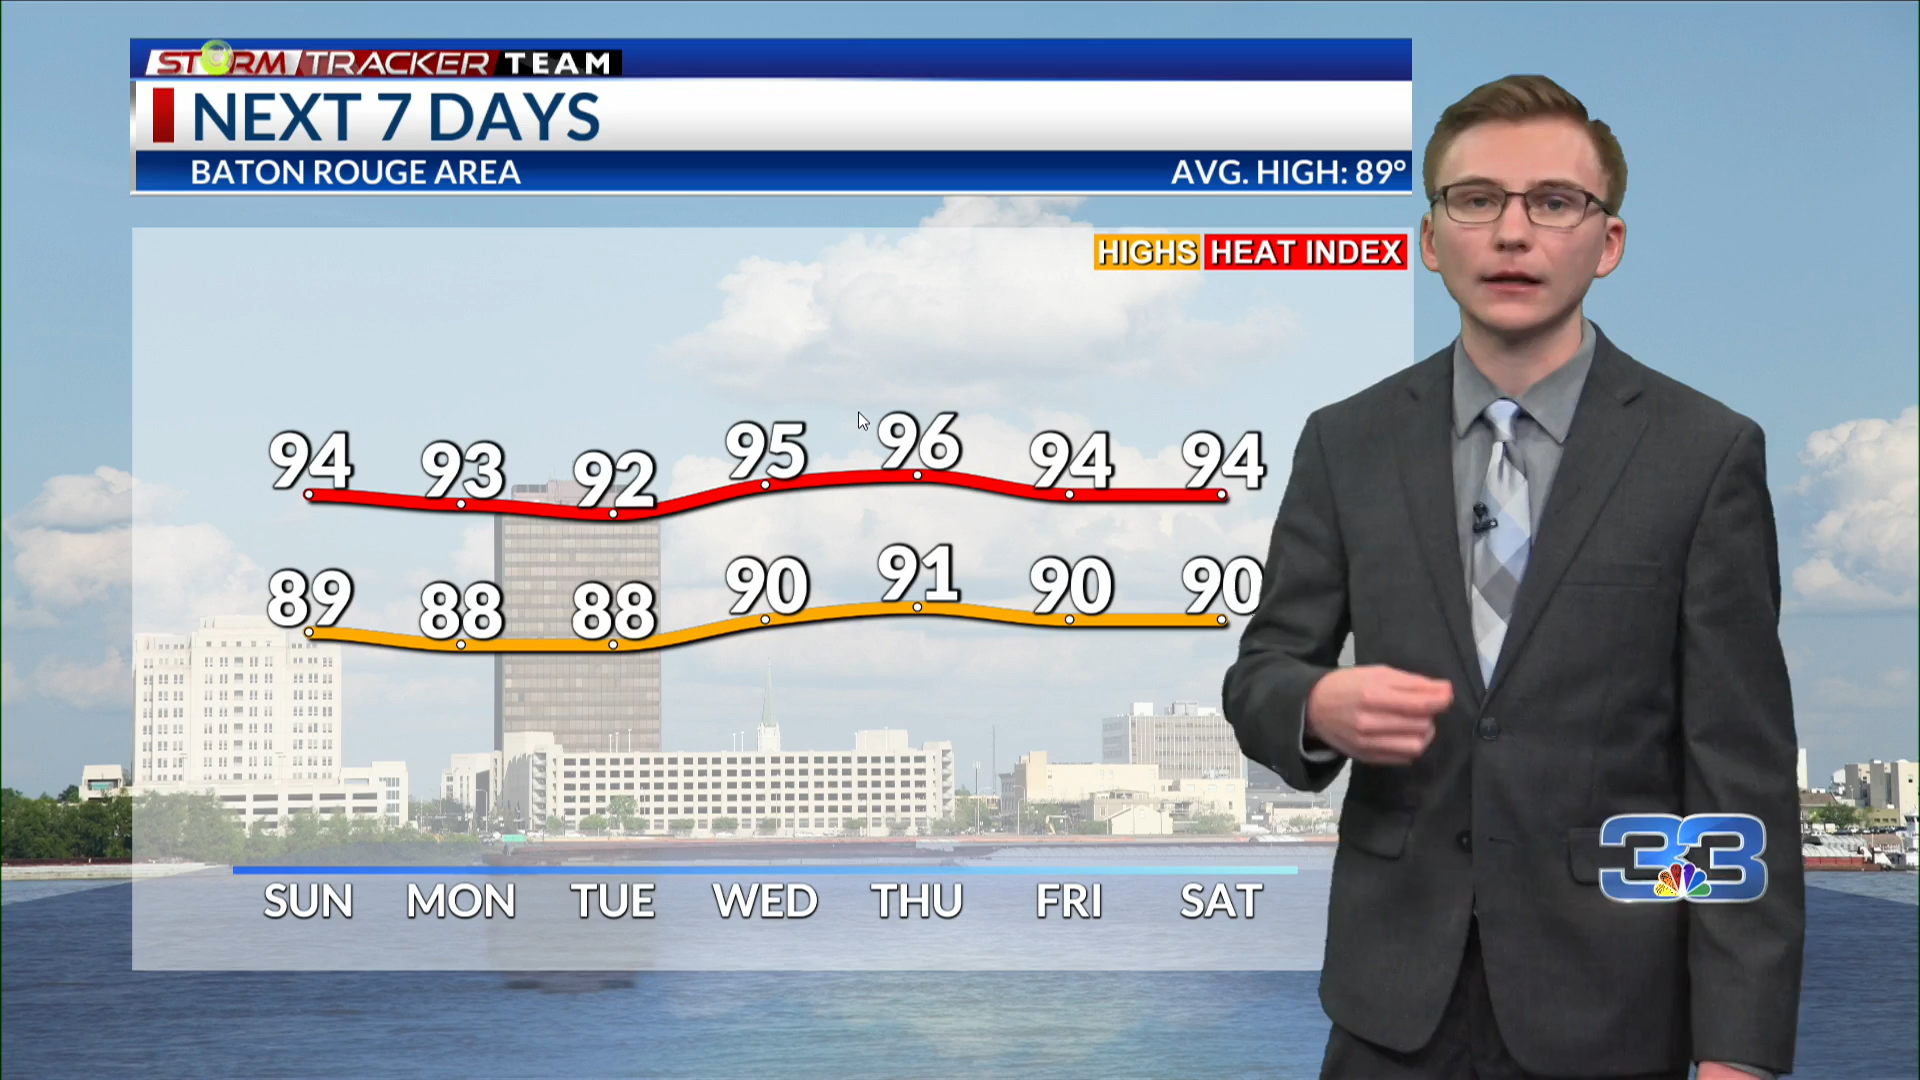 STORM TRACKER TEAM
NEXT 7 DAYS
BATON ROUGE AREA
AVG. HIGH: 89°
HIGHS HEAT INDEX
94 93 92 95 96 94 94
89 88 88 90 91 90 90
SUN MON TUE WED THU FRI SAT
33